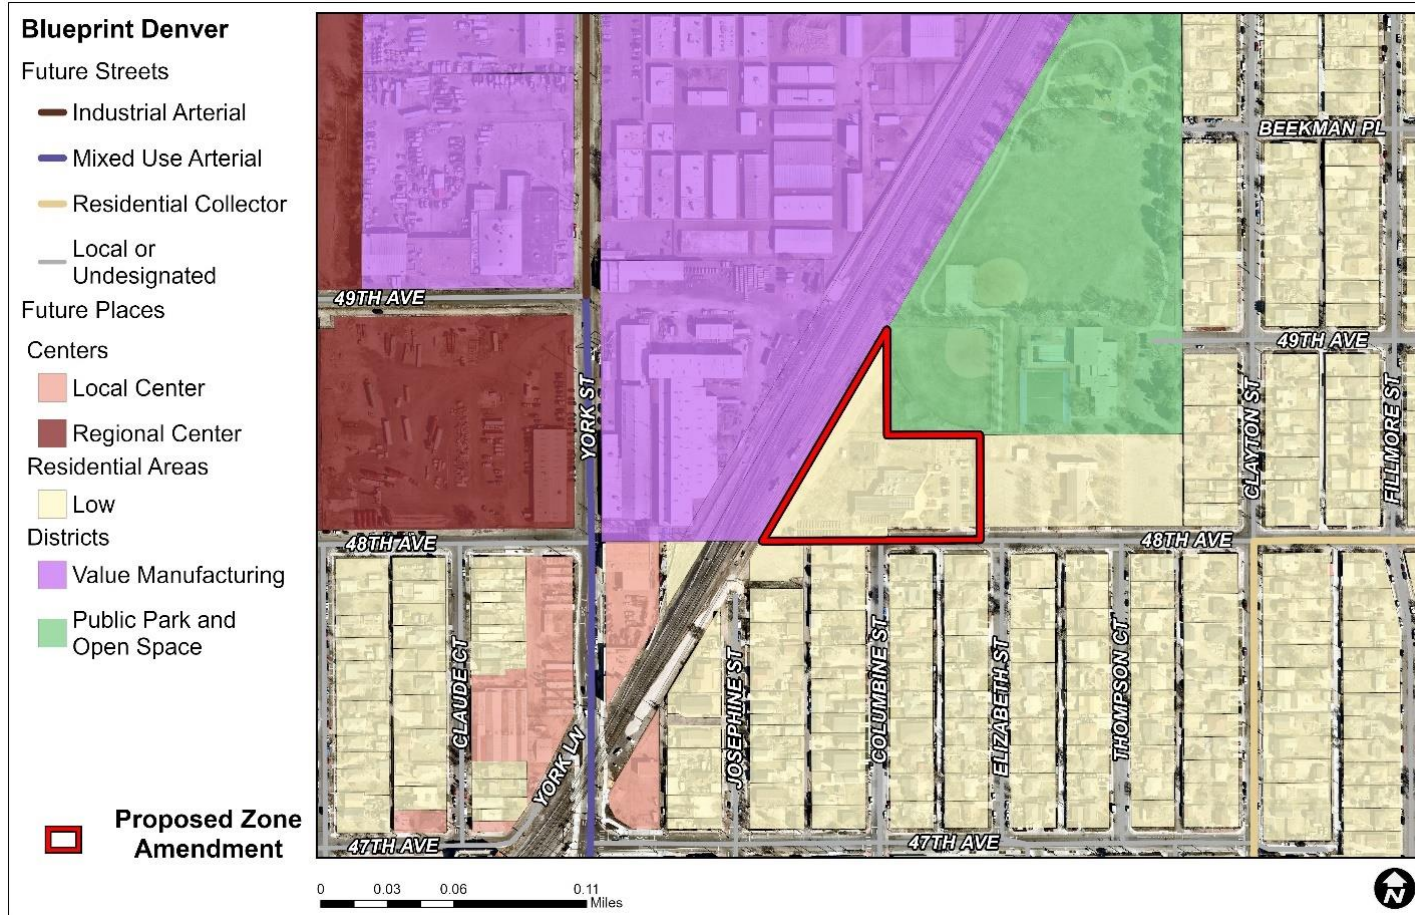 Blueprint Denver
Future Streets
Industrial Arterial
Mixed Use Arterial
Residential Collector
Local or
Undesignated
Future Places
Centers
Local Center
Regional Center
Residential Areas
Low
Districts
Value Manufacturing
Public Park and
Open Space
Proposed Zone
Amendment
BEEKMAN PL
49TH AVE
49TH AVE
YORK ST
CLAYTON ST
FILLMORE ST
48TH AVE
48TH AVE
CLAUDE CT
YORK LN
JOSEPHINE ST
COLUMBINE ST
ELIZABETH ST
THOMPSON CT
47TH AVE
47TH AVE
0 0.03 0.06 0.11
Miles
N